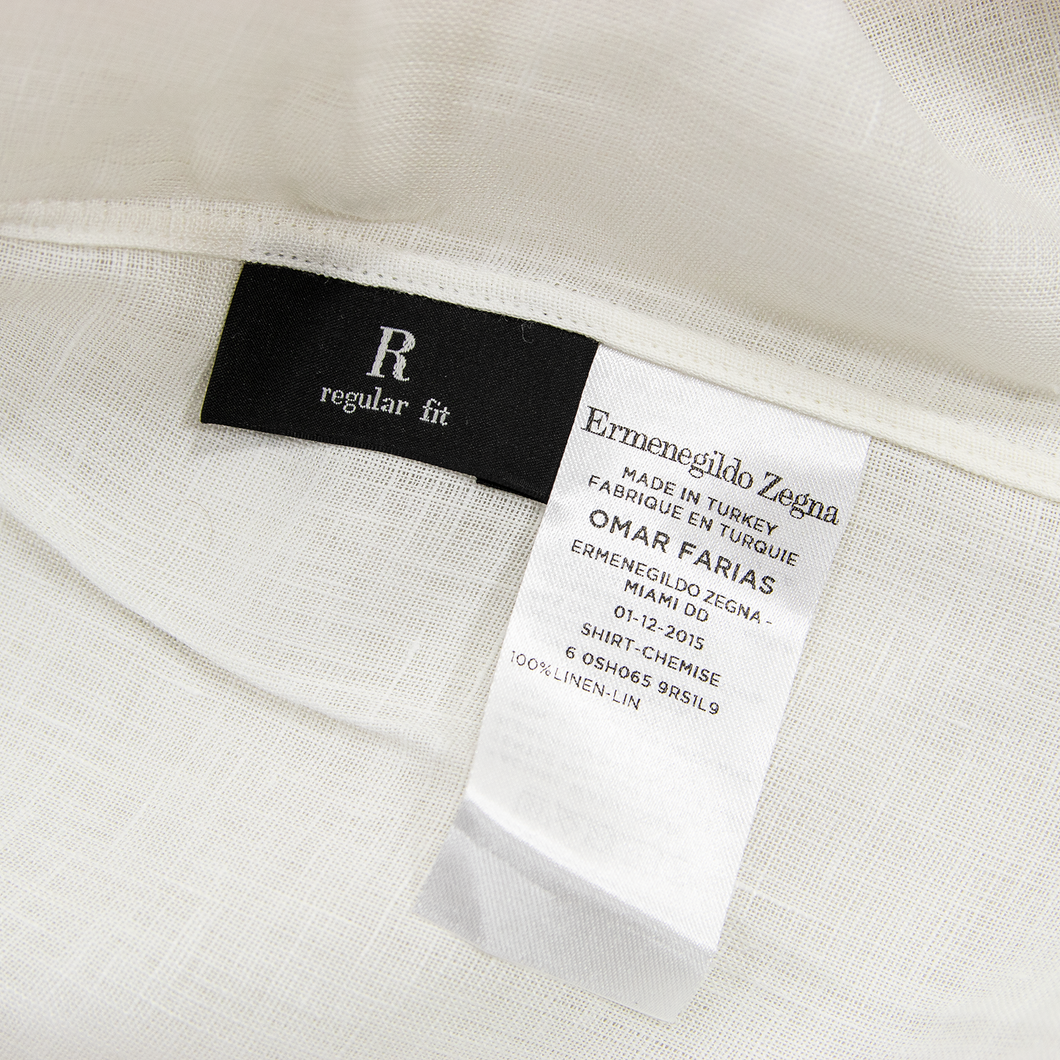 R
regular fit
Ermenegildo Zegna
MADE IN TURKEY
FABRIQUE EN TURQUIE
OMAR FARIAS
ERMENEGILDO ZEGNA -
MIAMI DD
01-12-2015
SHIRT-CHEMISE
6 0SH065 9RS1L9
100%LINEN-LIN